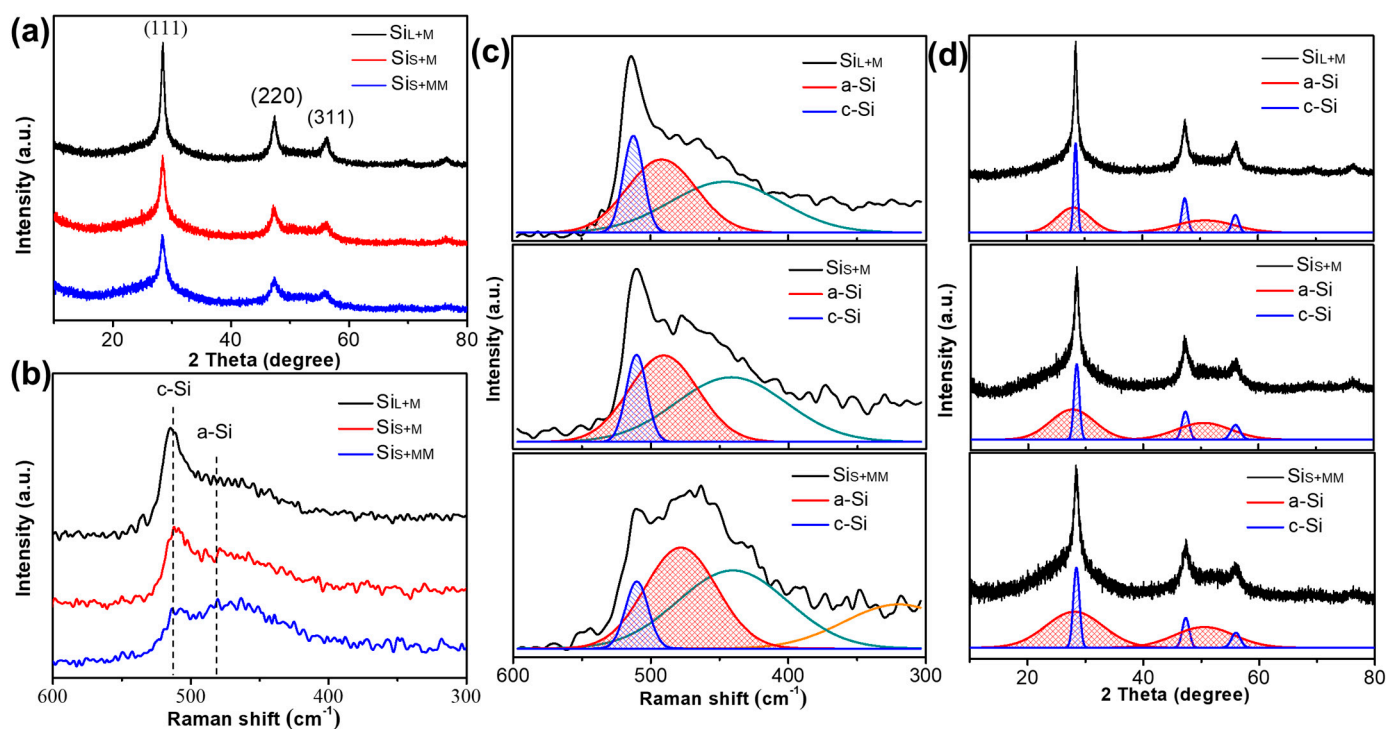 (a)
(111)
(220)
(311)
SiL+M
SiS+M
SiS+MM
Intensity (a.u.)
20 40 60 80
2 Theta (degree)
(b)
c-Si
a-Si
SiL+M
SiS+M
SiS+MM
Intensity (a.u.)
600 500 400 300
Raman shift (cm⁻¹)
(c)
SiL+M
a-Si
c-Si
SiS+M
a-Si
c-Si
SiS+MM
a-Si
c-Si
Intensity (a.u.)
600 500 400 300
Raman shift (cm⁻¹)
(d)
SiL+M
a-Si
c-Si
SiS+M
a-Si
c-Si
SiS+MM
a-Si
c-Si
Intensity (a.u.)
20 40 60 80
2 Theta (degree)